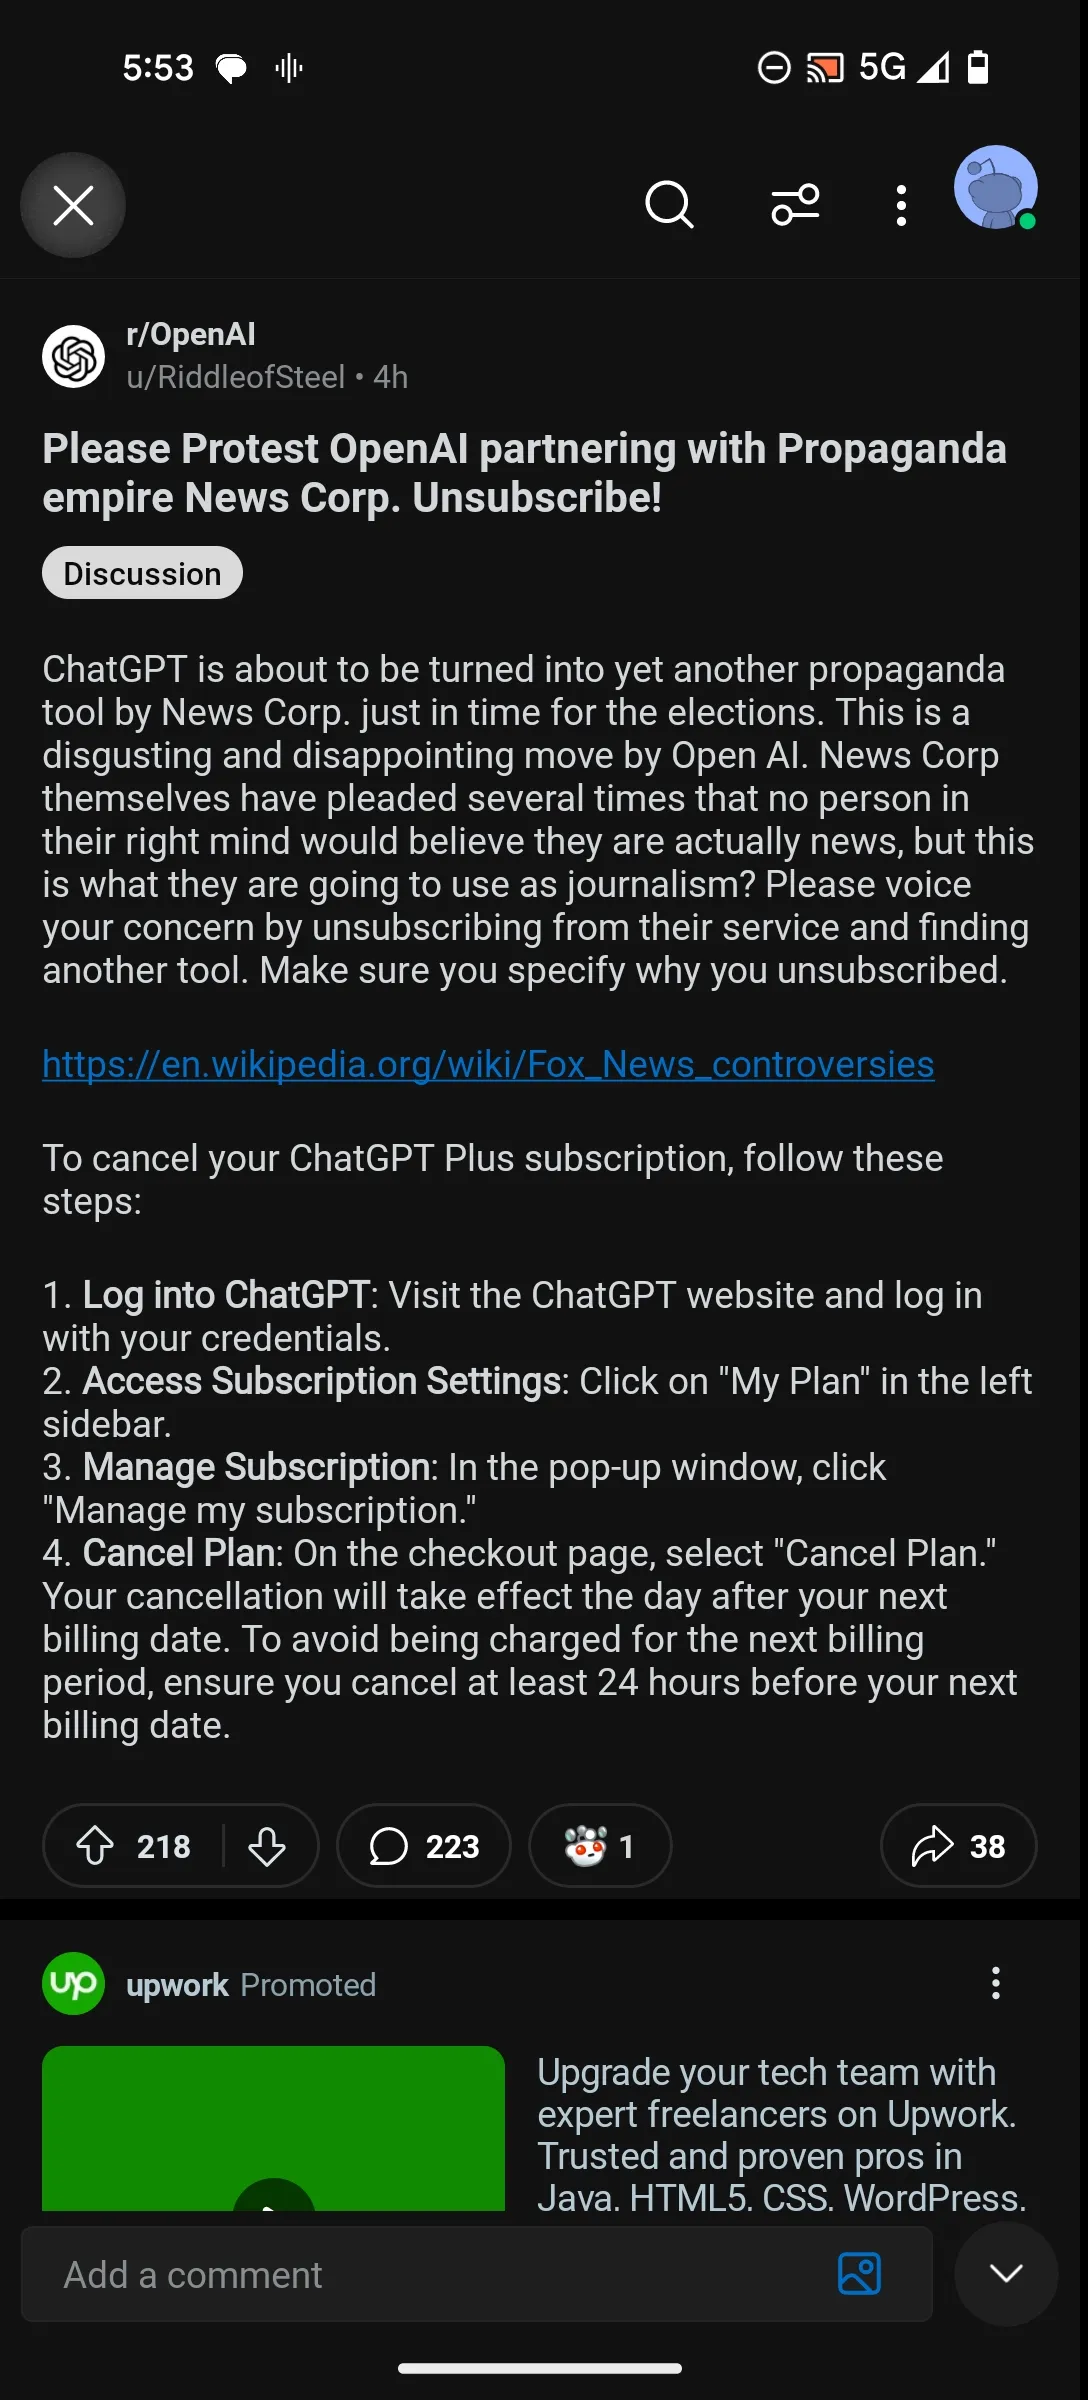 5:53
5G
r/OpenAI
u/RiddleofSteel • 4h
Please Protest OpenAI partnering with Propaganda
empire News Corp. Unsubscribe!
Discussion
ChatGPT is about to be turned into yet another propaganda
tool by News Corp. just in time for the elections. This is a
disgusting and disappointing move by Open AI. News Corp
themselves have pleaded several times that no person in
their right mind would believe they are actually news, but this
is what they are going to use as journalism? Please voice
your concern by unsubscribing from their service and finding
another tool. Make sure you specify why you unsubscribed.
https://en.wikipedia.org/wiki/Fox_News_controversies
To cancel your ChatGPT Plus subscription, follow these
steps:
1. Log into ChatGPT: Visit the ChatGPT website and log in
with your credentials.
2. Access Subscription Settings: Click on "My Plan" in the left
sidebar.
3. Manage Subscription: In the pop-up window, click
"Manage my subscription."
4. Cancel Plan: On the checkout page, select "Cancel Plan."
Your cancellation will take effect the day after your next
billing date. To avoid being charged for the next billing
period, ensure you cancel at least 24 hours before your next
billing date.
218
223
1
38
up
upwork Promoted
Upgrade your tech team with
expert freelancers on Upwork.
Trusted and proven pros in
Java. HTML5. CSS. WordPress.
Add a comment